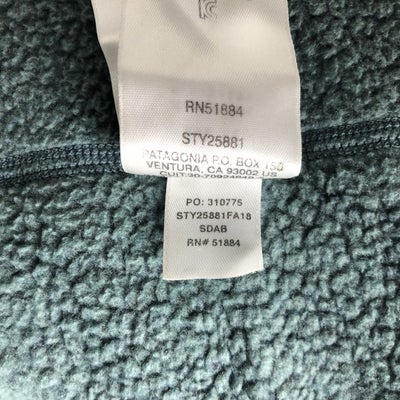 RN51884
STY25881
PATAGONIA P.O. BOX 150
VENTURA, CA 93002 US
PO: 310775
STY25881FA18
SDAB
RN# 51884